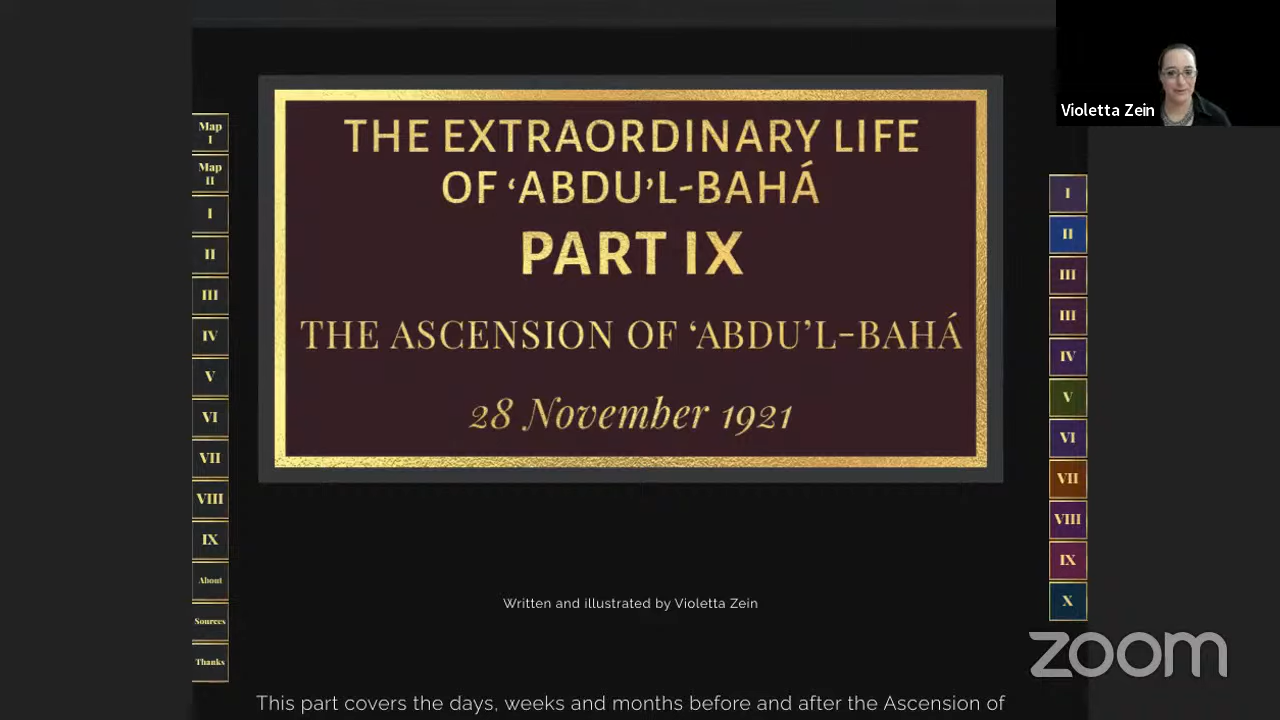 Violetta Zein
THE EXTRAORDINARY LIFE
OF ‘ABDU’L-BAHÁ
PART IX
THE ASCENSION OF ‘ABDU’L-BAHÁ
28 November 1921
Written and illustrated by Violetta Zein
This part covers the days, weeks and months before and after the Ascension of
Map
I
Map
II
I
II
III
IV
V
VI
VII
VIII
IX
About
Sources
Thanks
I
II
III
III
IV
V
VI
VII
VIII
IX
X
zoom